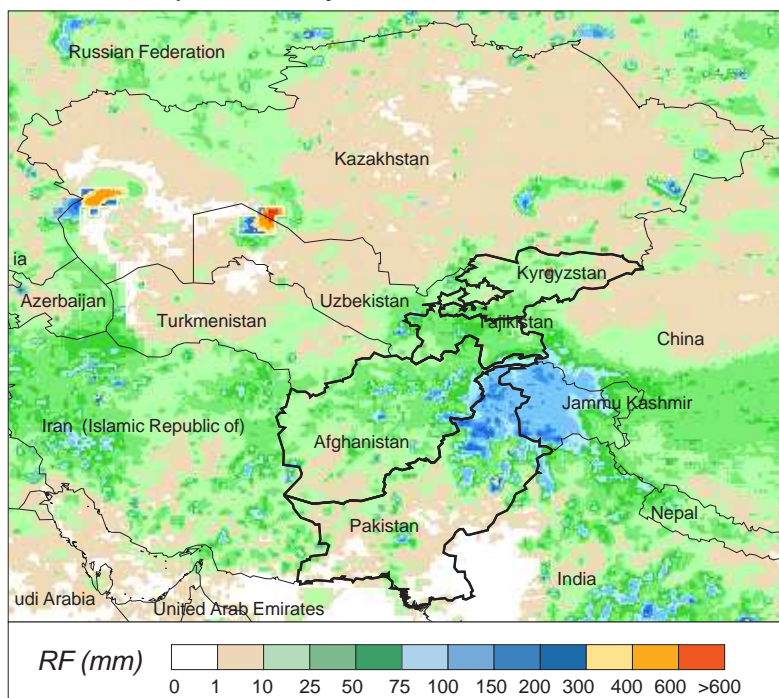 Russian Federation
Kazakhstan
ia
Kyrgyzstan
Azerbaijan
Uzbekistan
Turkmenistan
Tajikistan
China
Jammu Kashmir
Iran (Islamic Republic of)
Afghanistan
Nepal
Pakistan
India
udi Arabia
United Arab Emirates
RF (mm)
0 1 10 25 50 75 100 150 200 300 400 600 >600